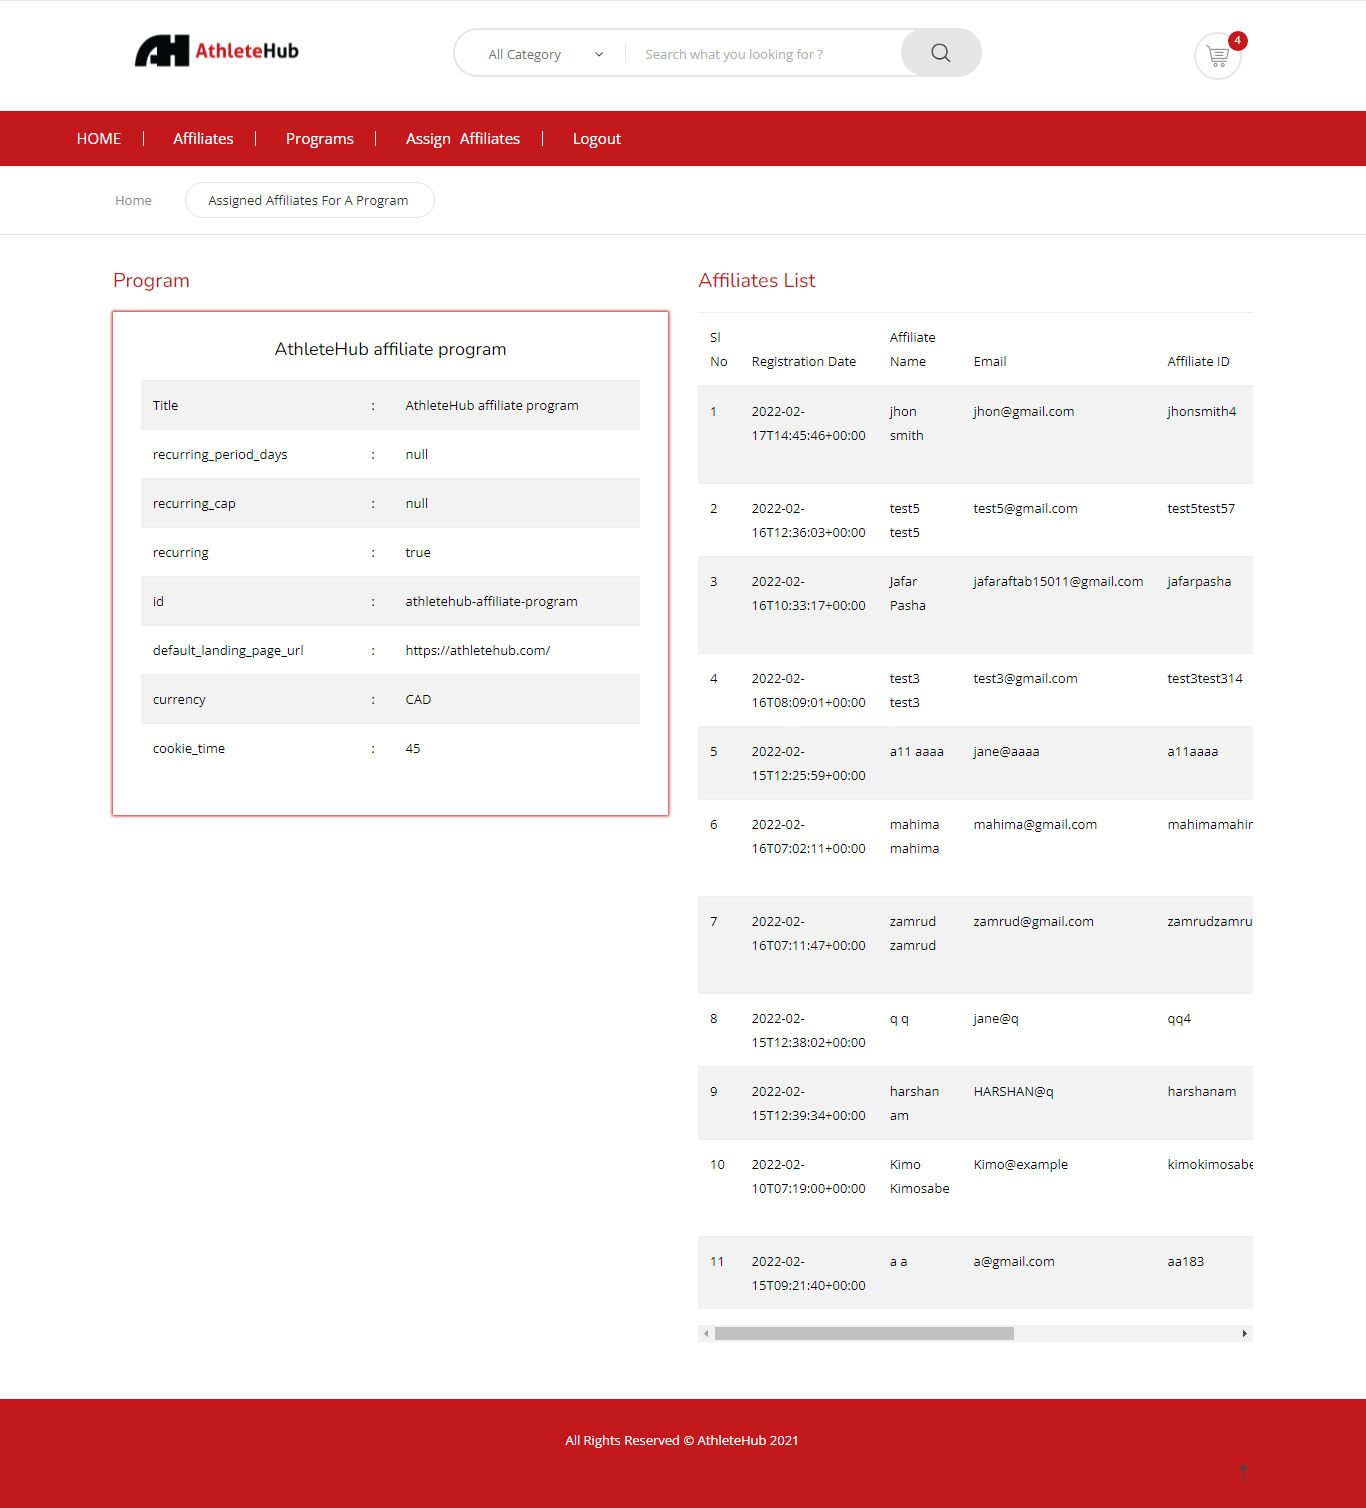 AH AthleteHub
All Category
Search what you looking for ?
4
HOME
Affiliates
Programs
Assign Affiliates
Logout
Home
Assigned Affiliates For A Program
Program
AthleteHub affiliate program
Title : AthleteHub affiliate program
recurring_period_days : null
recurring_cap : null
recurring : true
id : athletehub-affiliate-program
default_landing_page_url : https://athletehub.com/
currency : CAD
cookie_time : 45
Affiliates List
Sl Affiliate
No Registration Date Name Email Affiliate ID
1 2022-02- jhon jhon@gmail.com jhonsmith4
17T14:45:46+00:00 smith
2 2022-02- test5 test5@gmail.com test5test57
16T12:36:03+00:00 test5
3 2022-02- Jafar jafaraftab15011@gmail.com jafarpasha
16T10:33:17+00:00 Pasha
4 2022-02- test3 test3@gmail.com test3test314
16T08:09:01+00:00 test3
5 2022-02- a11 aaaa jane@aaaa a11aaaa
15T12:25:59+00:00
6 2022-02- mahima mahima@gmail.com
16T07:02:11+00:00 mahima
7 2022-02- zamrud zamrud@gmail.com zamrudzamru
16T07:11:47+00:00 zamrud
8 2022-02- q q jane@q qq4
15T12:38:02+00:00
9 2022-02- harshan HARSHAN@q harshanam
15T12:39:34+00:00 am
10 2022-02- Kimo Kimo@example kimokimosabe
10T07:19:00+00:00 Kimosabe
11 2022-02- a a a@gmail.com aa183
15T09:21:40+00:00
All Rights Reserved © AthleteHub 2021